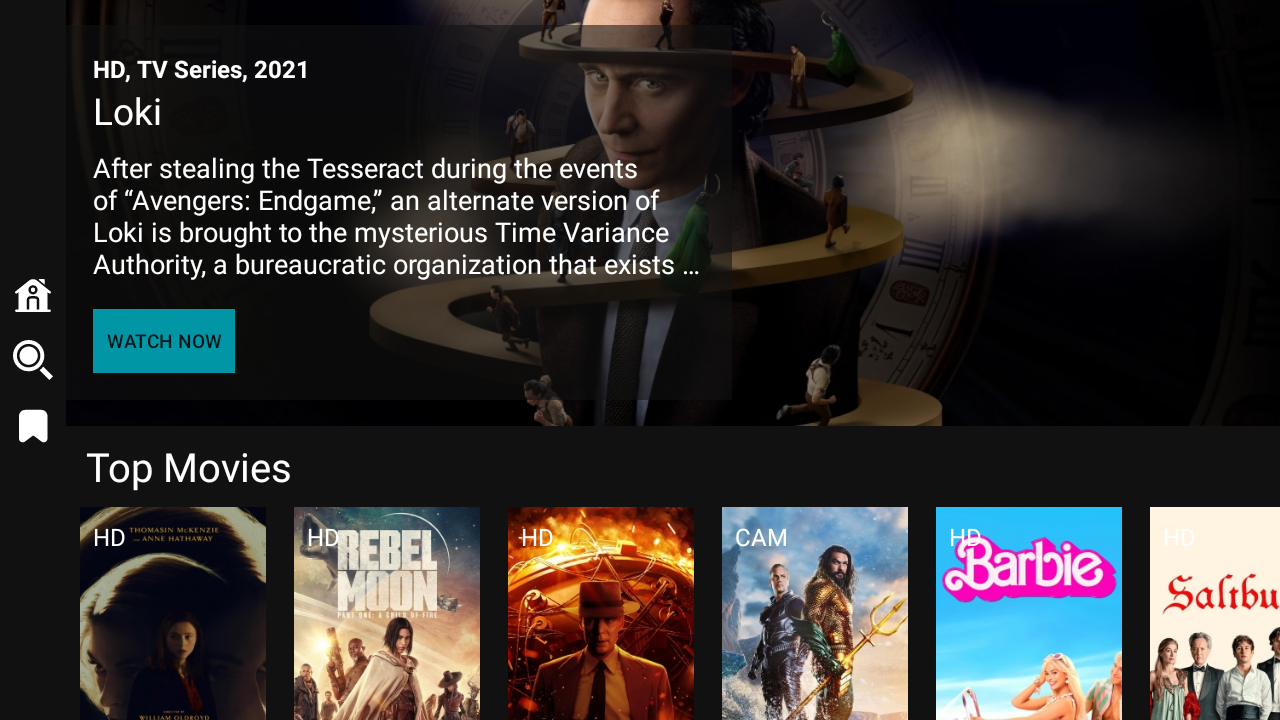 HD, TV Series, 2021
Loki
After stealing the Tesseract during the events
of “Avengers: Endgame,” an alternate version of
Loki is brought to the mysterious Time Variance
Authority, a bureaucratic organization that exists ...
WATCH NOW
Top Movies
HD
THOMASIN McKENZIE
ANNE HATHAWAY
WILLIAM OLDROYD
HD
REBEL
MOON
PART ONE: A CHILD OF FIRE
HD
CAM
HD
Barbie
HD
Saltbu